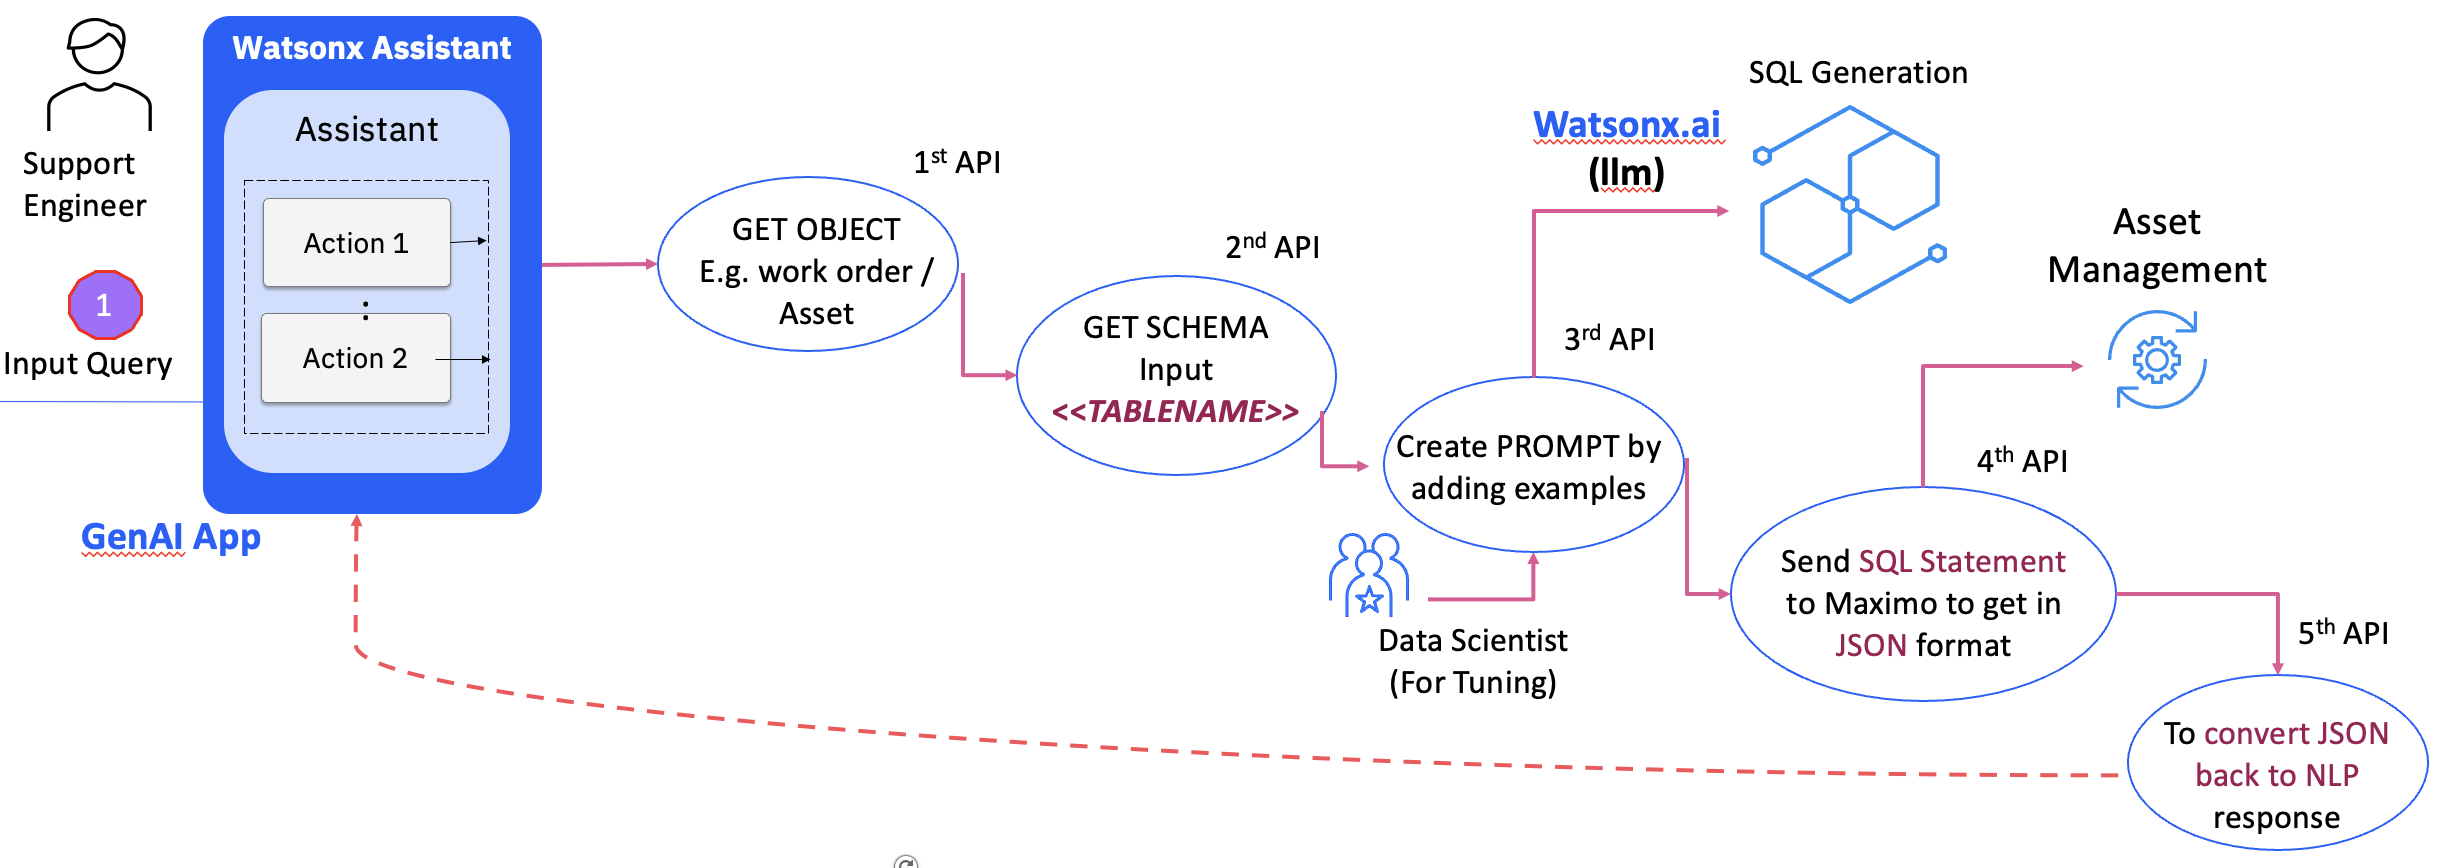 Support
Engineer
1
Input Query
Watsonx Assistant
Assistant
Action 1
:
Action 2
GenAI App
1st API
GET OBJECT
E.g. work order /
Asset
2nd API
GET SCHEMA
Input
<<TABLENAME>>
3rd API
Create PROMPT by
adding examples
Data Scientist
(For Tuning)
Watsonx.ai
(llm)
SQL Generation
Asset
Management
4th API
Send SQL Statement
to Maximo to get in
JSON format
5th API
To convert JSON
back to NLP
response